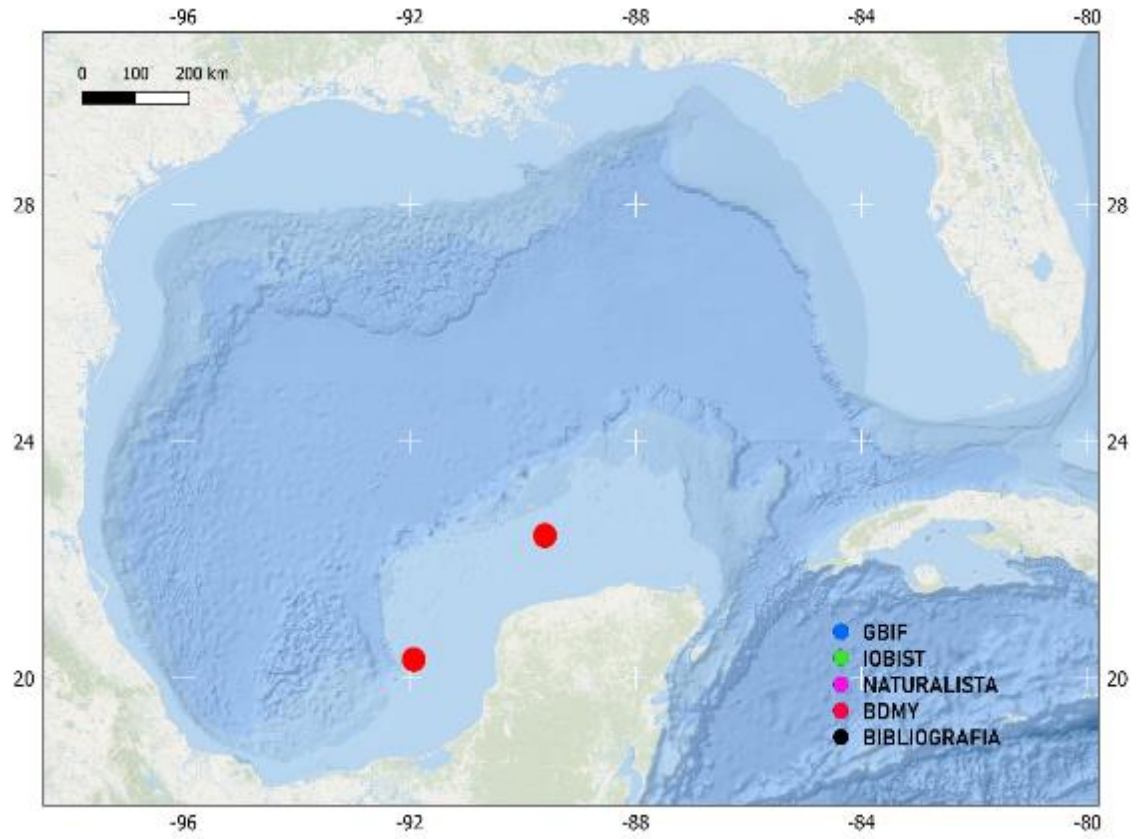 -96 -92 -88 -84 -80
0 100 200 km
28 28
24 24
GBIF
IOBIST
NATURALISTA
20 20
BDMY
BIBLIOGRAFIA
-96 -92 -88 -84 -80